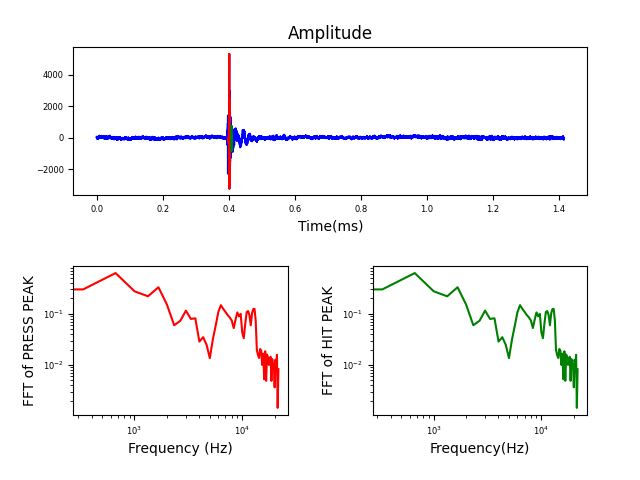 Amplitude
4000
2000
0
−2000
0.0 0.2 0.4 0.6 0.8 1.0 1.2 1.4
Time(ms)
FFT of PRESS PEAK
10⁻¹
10⁻²
10³ 10⁴
Frequency (Hz)
FFT of HIT PEAK
10⁻¹
10⁻²
10³ 10⁴
Frequency(Hz)